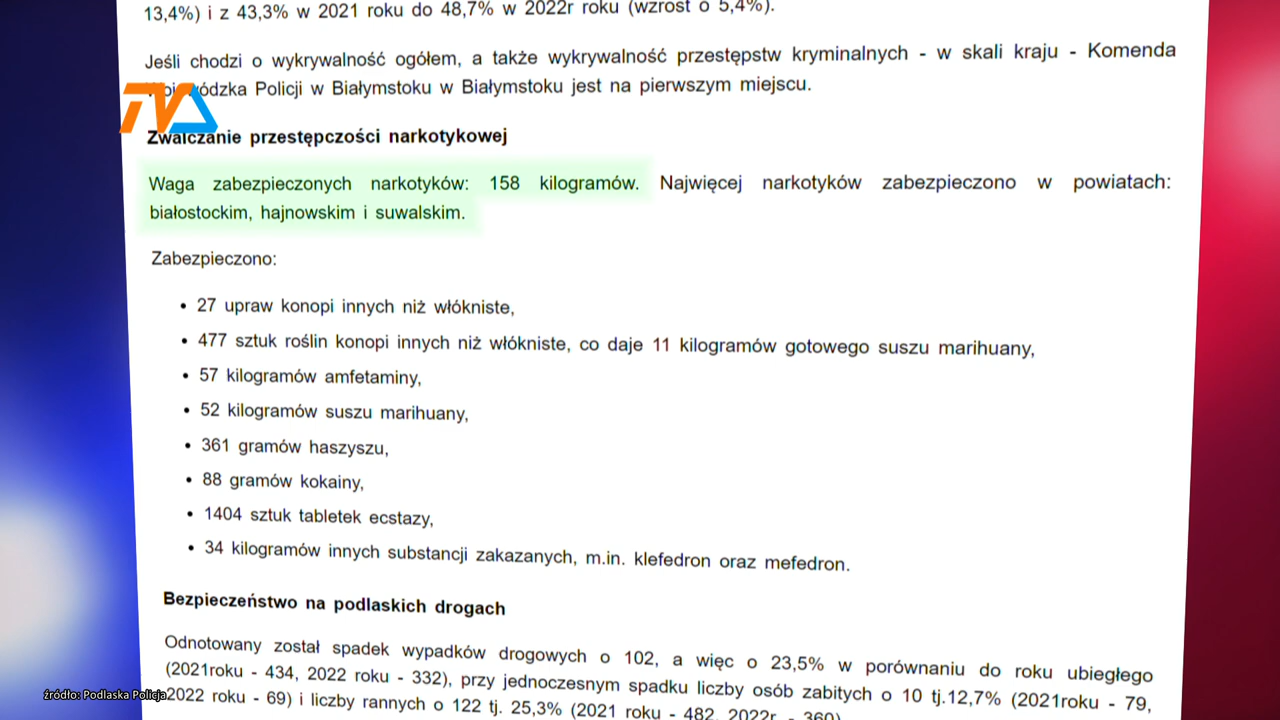 13,4%) i z 43,3% w 2021 roku do 48,7% w 2022r roku (wzrost o 5,4%).
Jeśli chodzi o wykrywalność ogółem, a także wykrywalność przestępstw kryminalnych - w skali kraju - Komenda
Wojewódzka Policji w Białymstoku w Białymstoku jest na pierwszym miejscu.
TVA
Zwalczanie przestępczości narkotykowej
Waga zabezpieczonych narkotyków: 158 kilogramów. Najwięcej narkotyków zabezpieczono w powiatach:
białostockim, hajnowskim i suwalskim.
Zabezpieczono:
• 27 upraw konopi innych niż włókniste,
• 477 sztuk roślin konopi innych niż włókniste, co daje 11 kilogramów gotowego suszu marihuany,
• 57 kilogramów amfetaminy,
• 52 kilogramów suszu marihuany,
• 361 gramów haszyszu,
• 88 gramów kokainy,
• 1404 sztuk tabletek ecstazy,
• 34 kilogramów innych substancji zakazanych, m.in. klefedron oraz mefedron.
Bezpieczeństwo na podlaskich drogach
Odnotowany został spadek wypadków drogowych o 102, a więc o 23,5% w porównaniu do roku ubiegłego
(2021roku - 434, 2022 roku - 332), przy jednoczesnym spadku liczby osób zabitych o 10 tj.12,7% (2021roku - 79,
2022 roku - 69) i liczby rannych o 122 tj. 25,3% (2021 roku - 482, 2022r. - 360)
źródło: Podlaska Policja